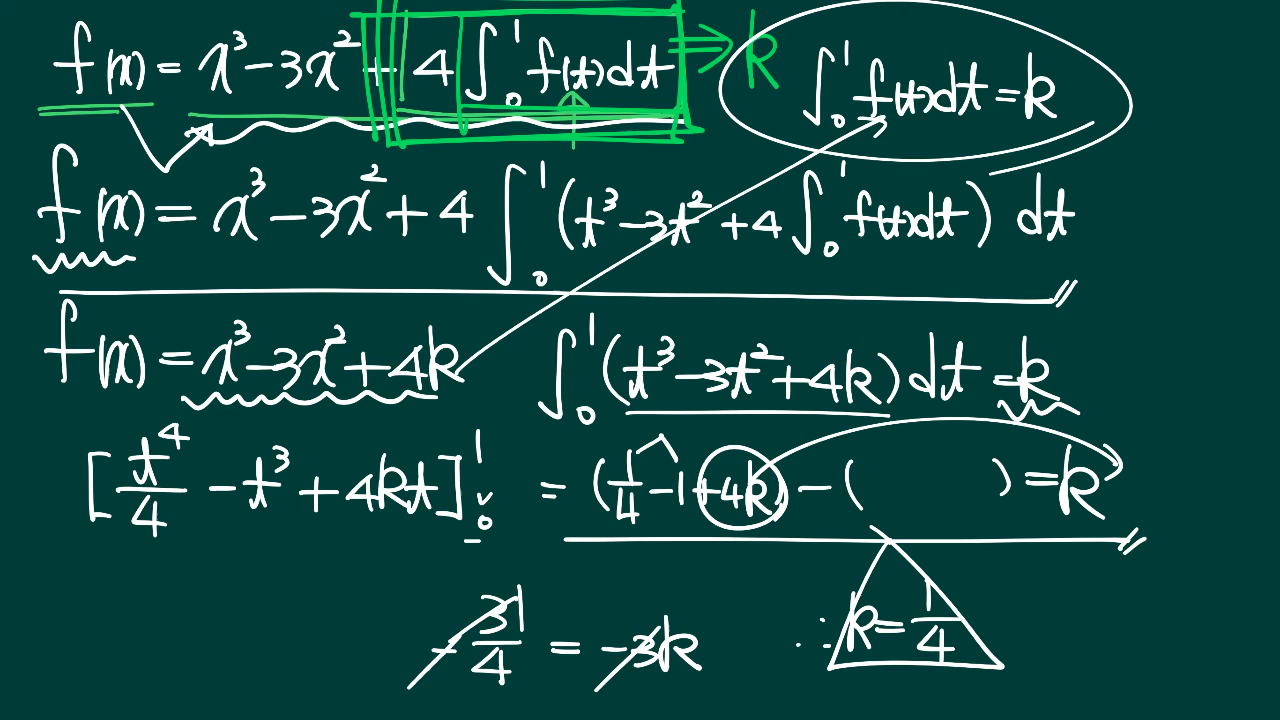 f(x) = x³ - 3x² + 4∫₀¹ f(t)dt ⇒ k
∫₀¹ f(t)dt = k
f(x) = x³ - 3x² + 4∫₀¹ (t³ - 3t² + 4∫₀¹ f(t)dt) dt
f(x) = x³ - 3x² + 4k
∫₀¹ (t³ - 3t² + 4k) dt = k
[t⁴/4 - t³ + 4kt]₀¹ = (1/4 - 1 + 4k) - ( ) = k
- 3/4 = -3k ∴ k = 1/4